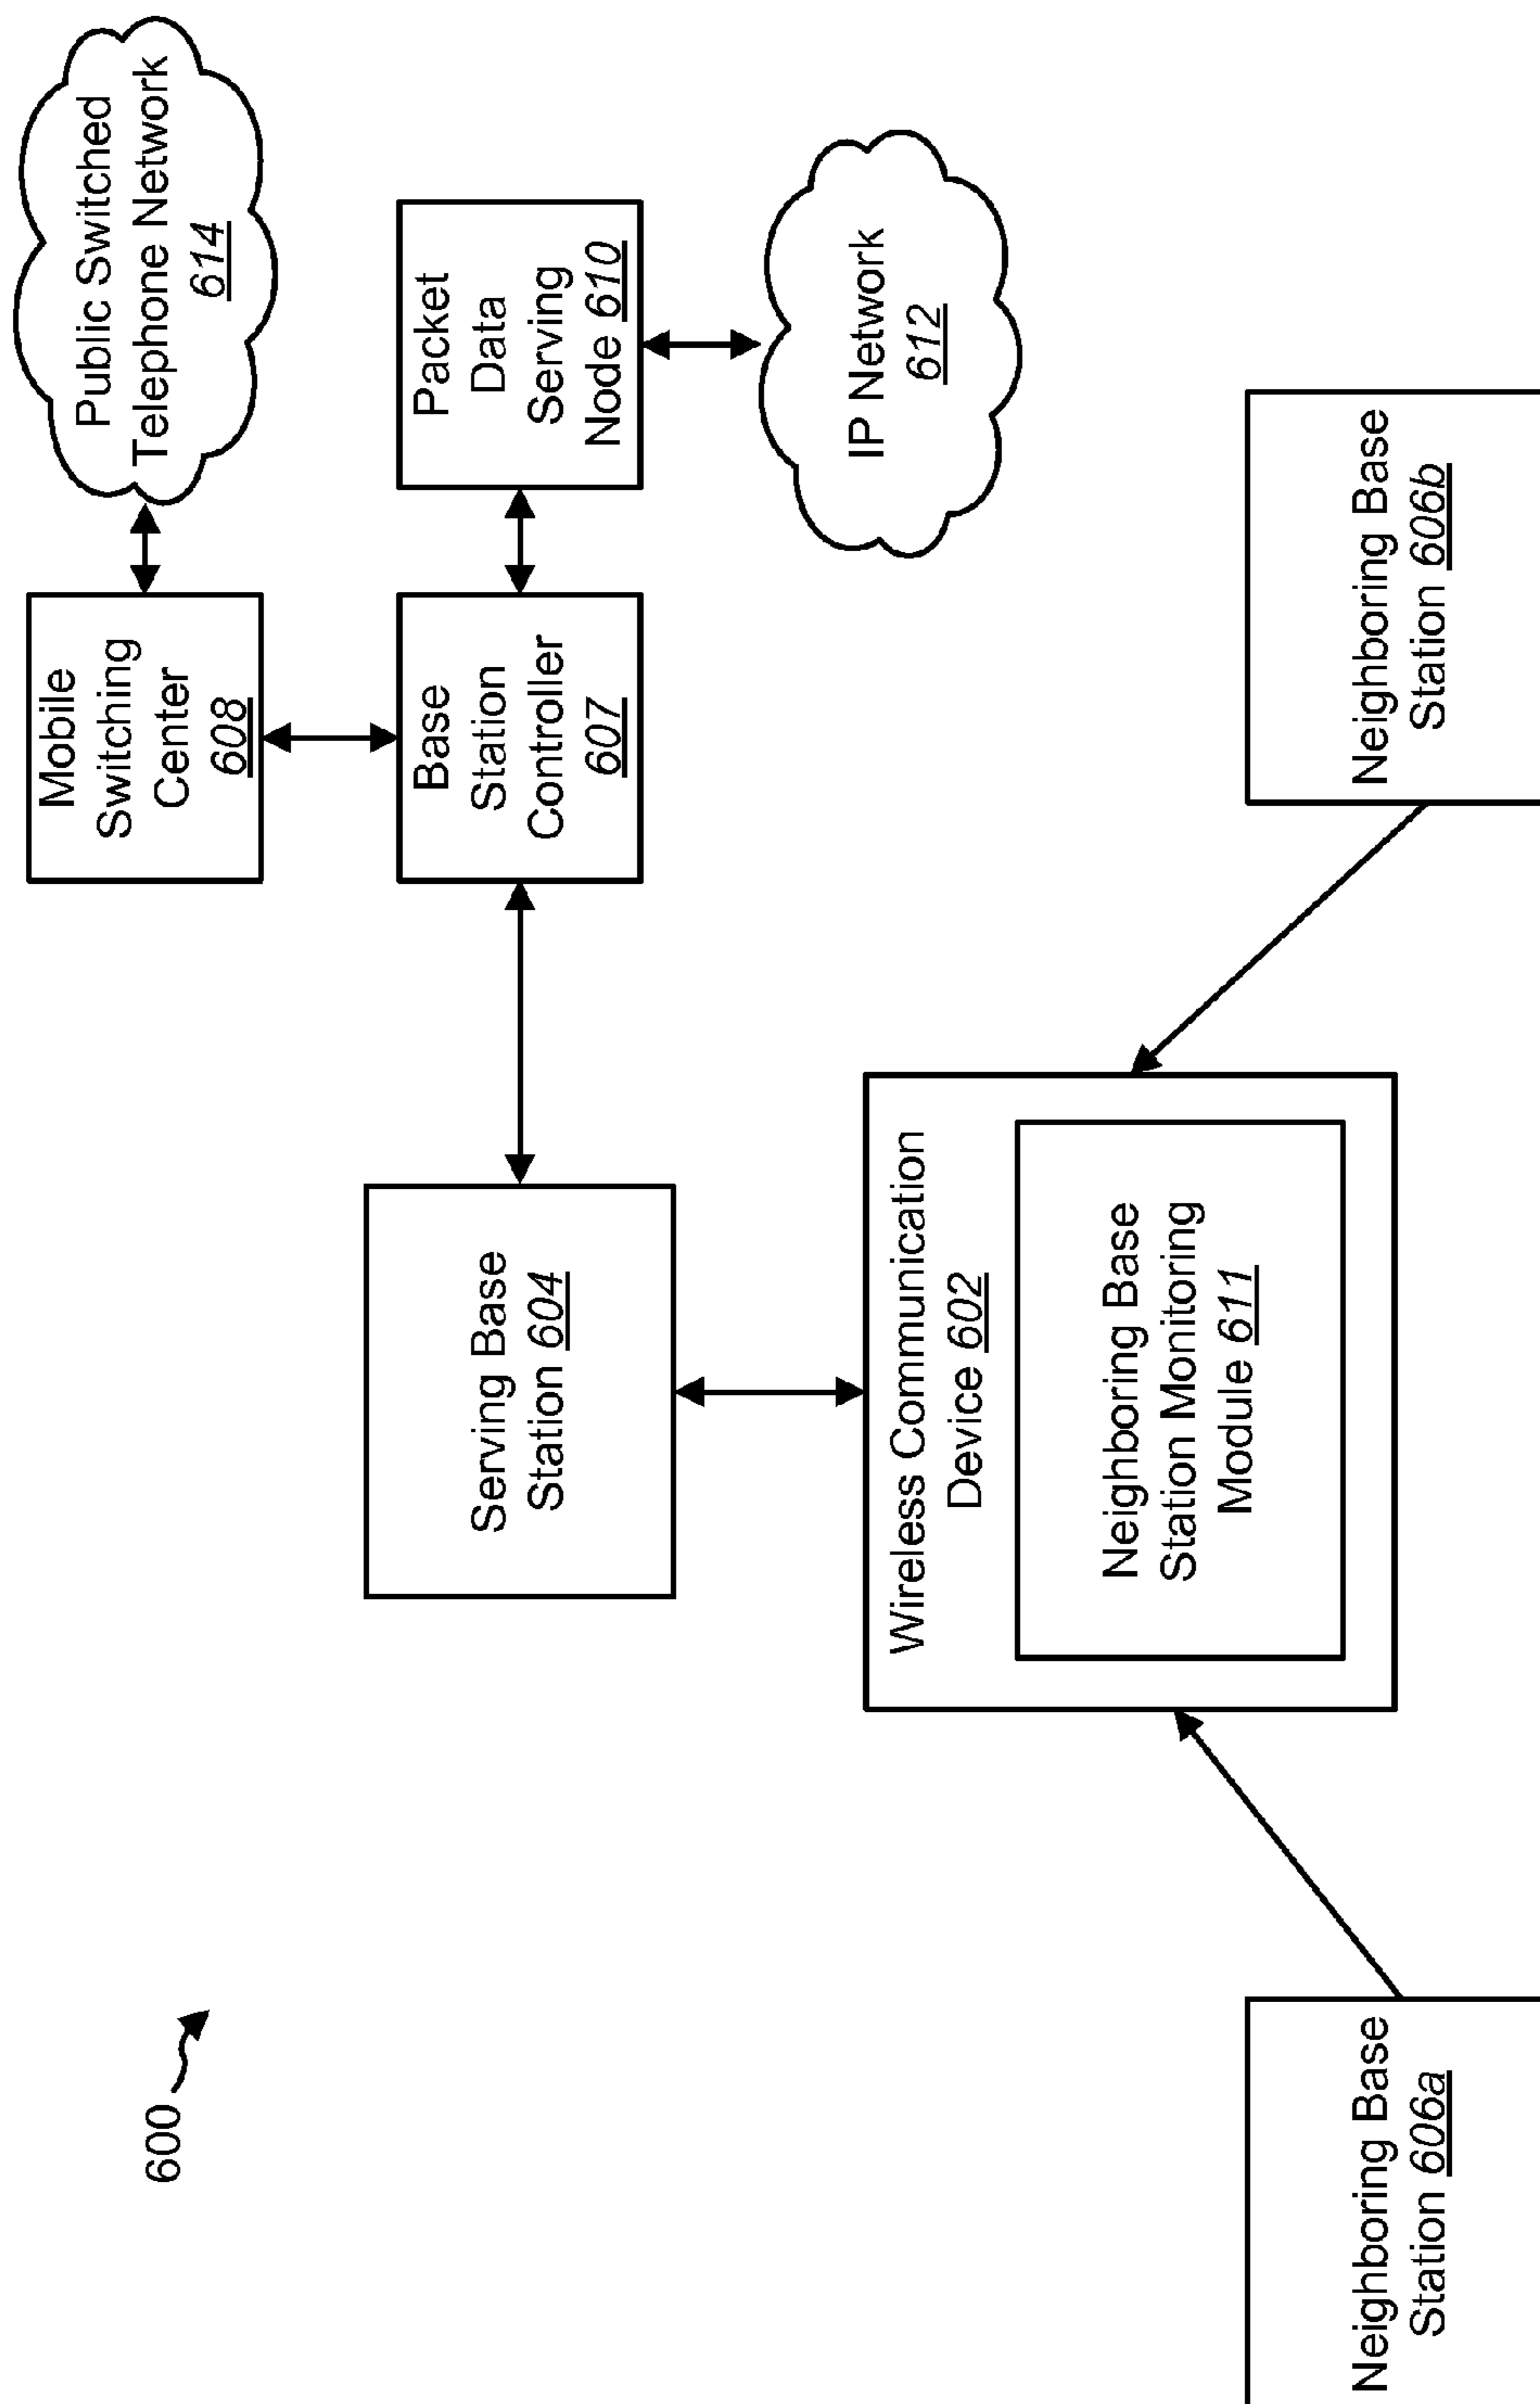 600
Public Switched
Telephone Network
614
Mobile
Switching
Center
608
Packet
Data
Serving
Node 610
Base
Station
Controller
607
IP Network
612
Serving Base
Station 604
Wireless Communication
Device 602
Neighboring Base
Station Monitoring
Module 611
Neighboring Base
Station 606a
Neighboring Base
Station 606b